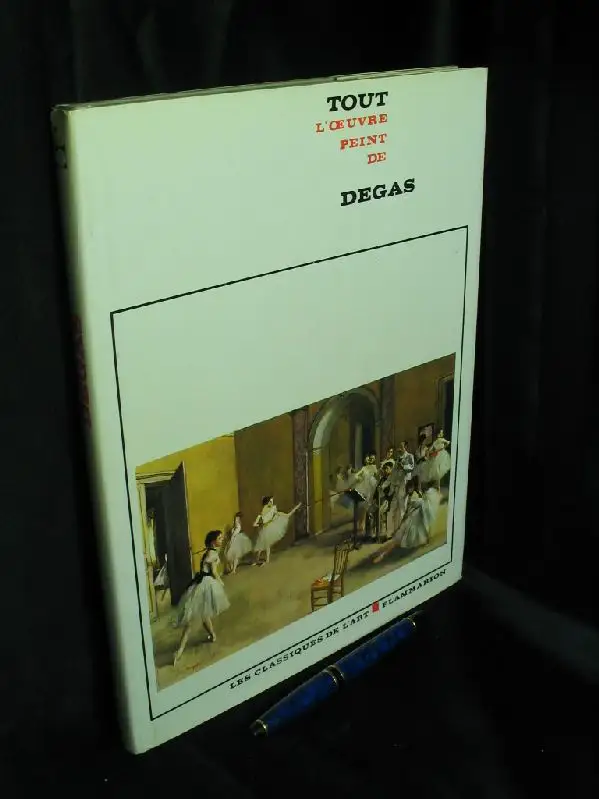 TOUT
L'ŒUVRE
PEINT
DE
DEGAS
LES CLASSIQUES DE L'ART FLAMMARION